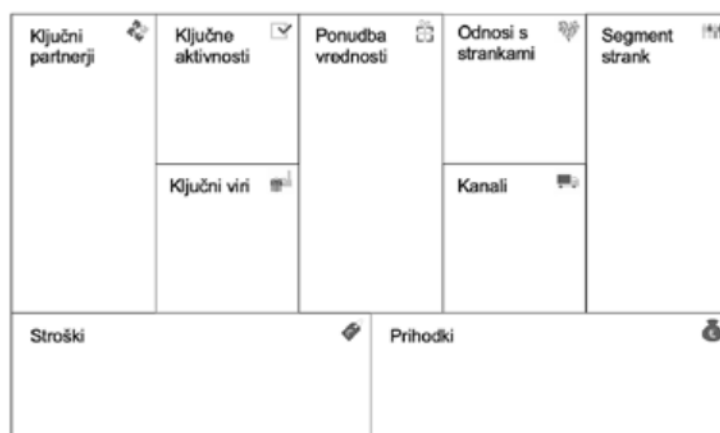 Ključni
partnerji
Ključne
aktivnosti
Ključni viri
Ponudba
vrednosti
Odnosi s
strankami
Kanali
Segment
strank
Stroški
Prihodki